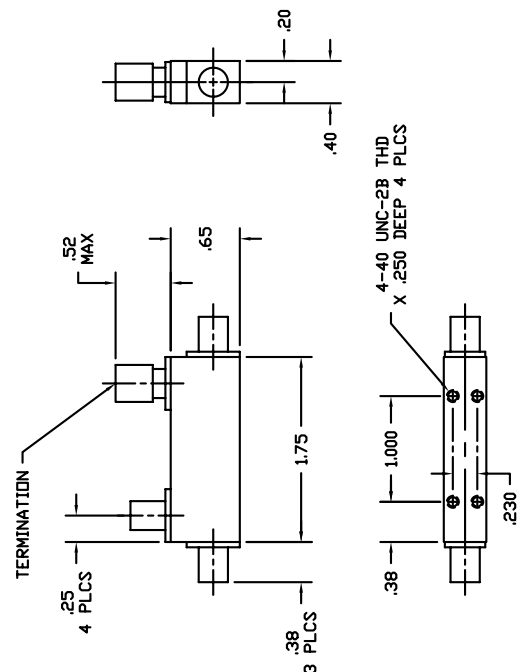 .20
.40
.52
MAX
.65
TERMINATION
1.75
.25
4 PLCS
.38
3 PLCS
4-40 UNC-2B THD
X .250 DEEP 4 PLCS
1.000
.38
.230